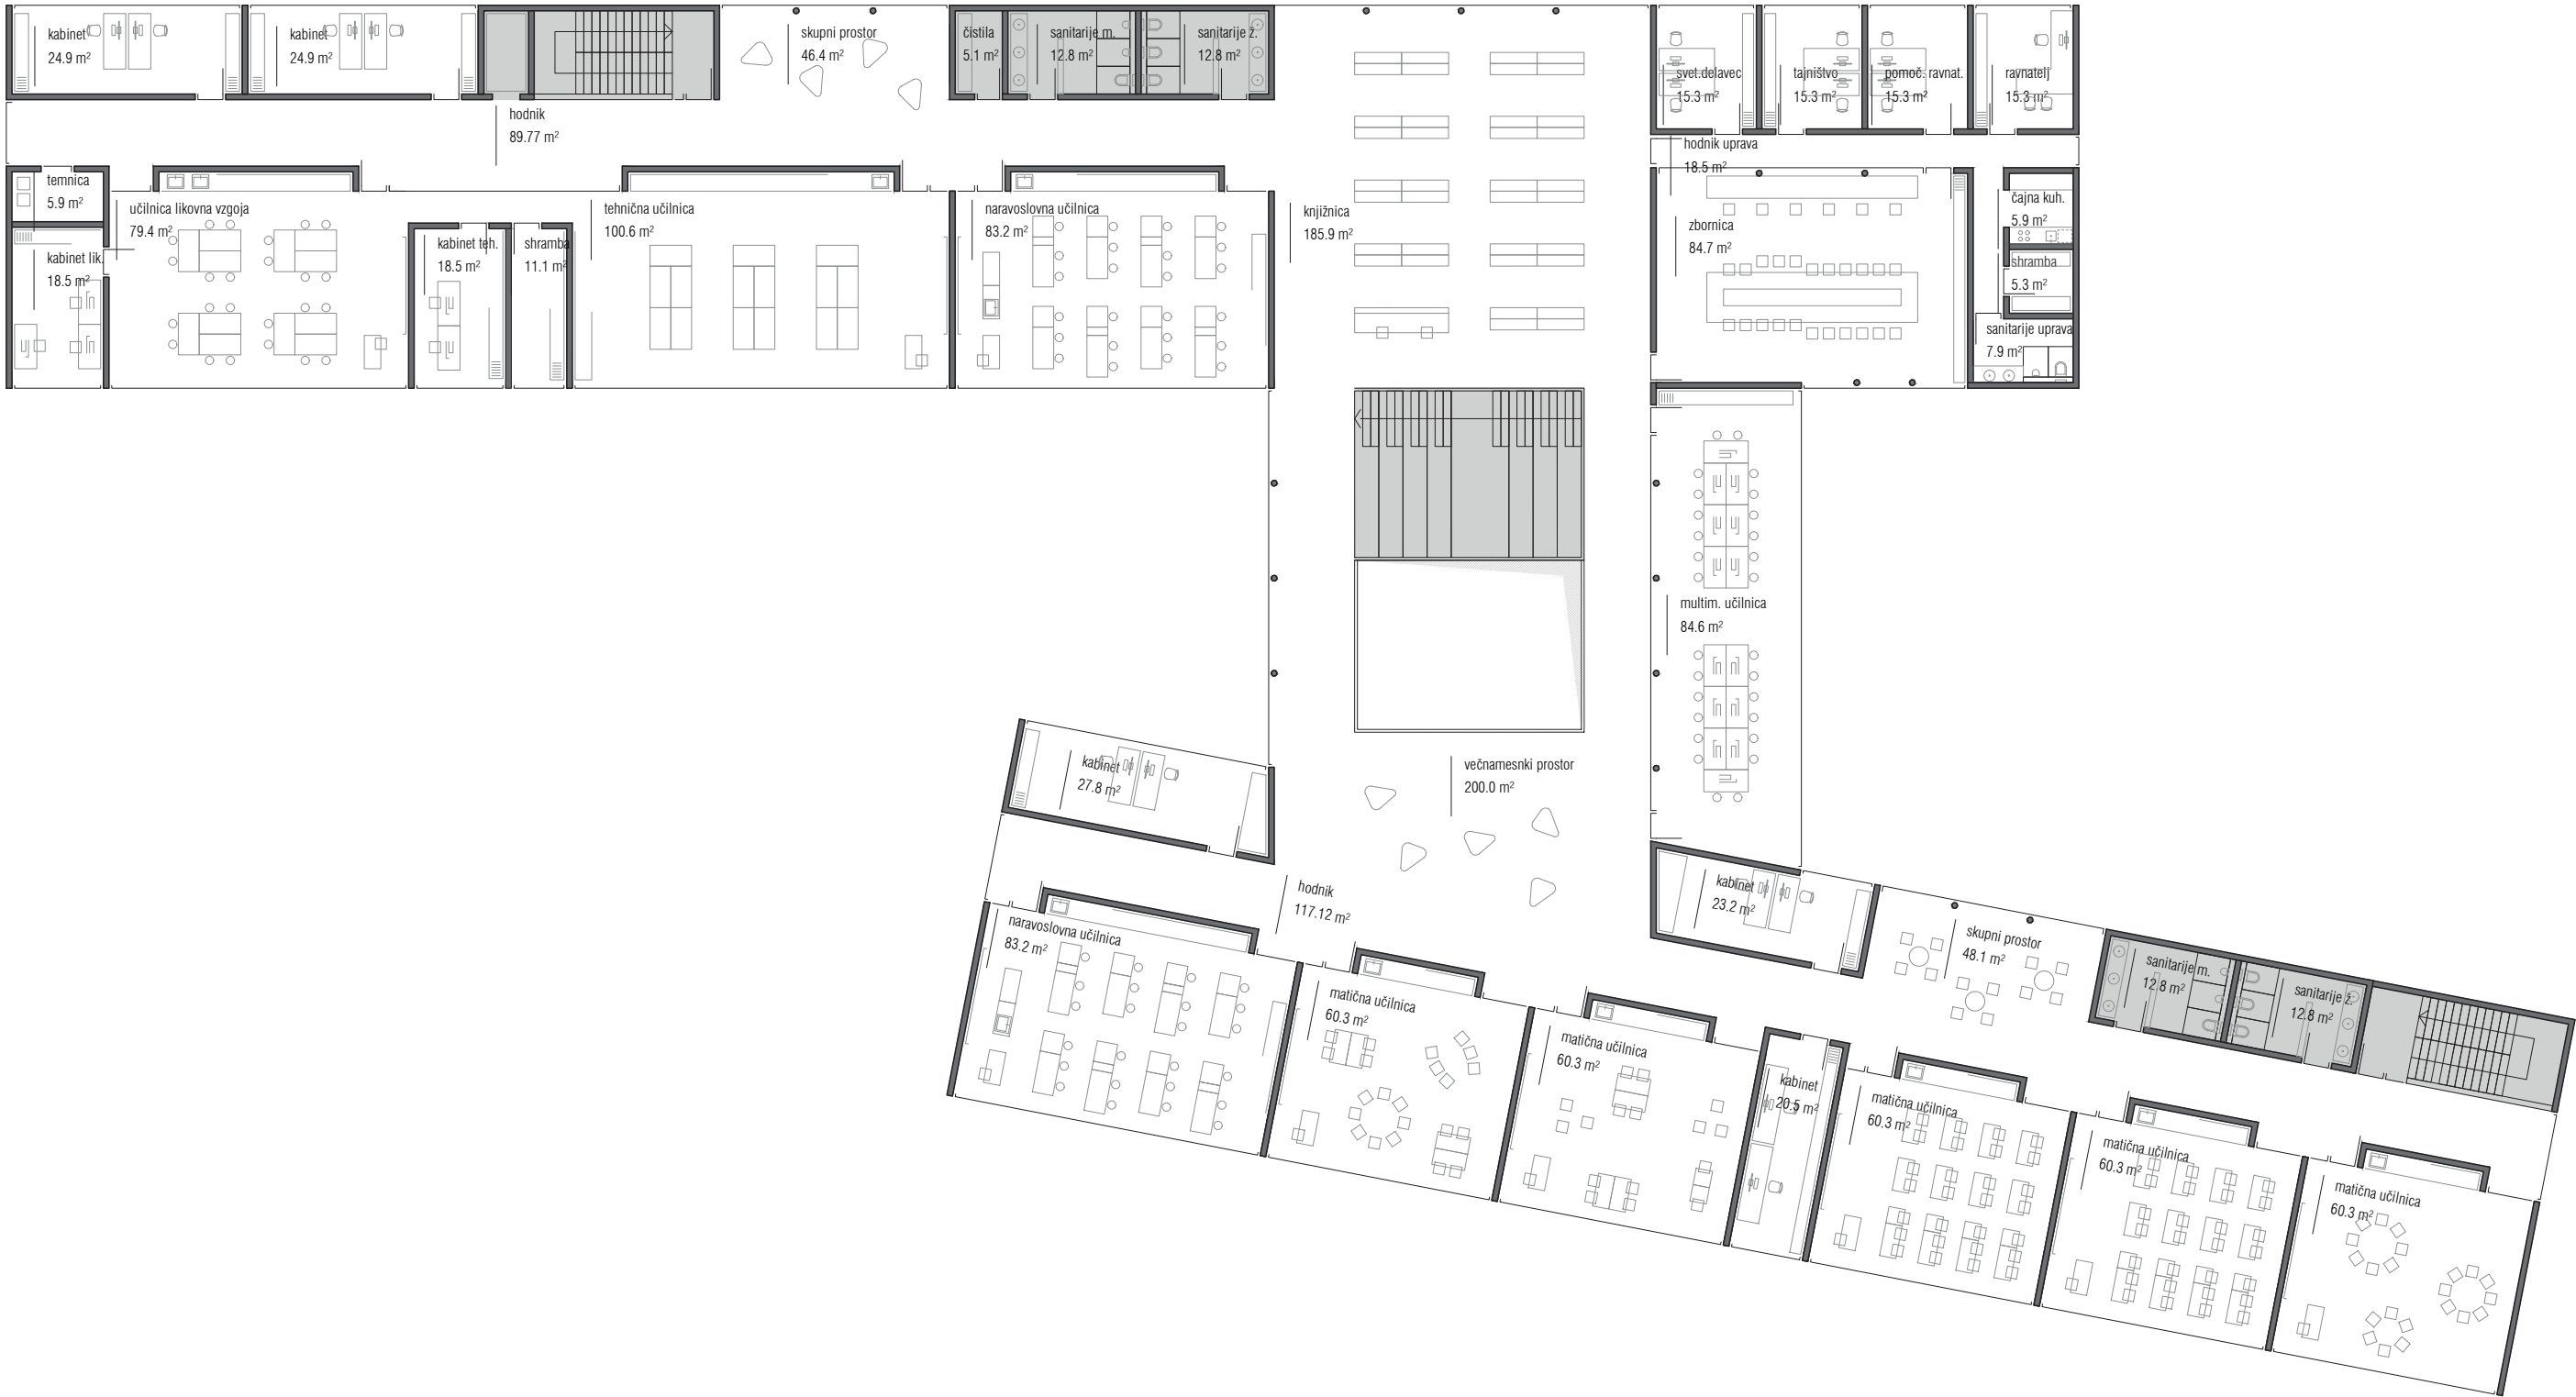 kabinet
24.9 m²
kabinet
24.9 m²
skupni prostor
46.4 m²
čistila
5.1 m²
sanitarije m.
12.8 m²
sanitarije ž.
12.8 m²
svet.delavec
15.3 m²
tajništvo
15.3 m²
pomoč. ravnat.
15.3 m²
ravnatelj
15.3 m²
hodnik
89.77 m²
hodnik uprava
18.5 m²
temnica
5.9 m²
učilnica likovna vzgoja
79.4 m²
kabinet lik.
18.5 m²
kabinet teh.
18.5 m²
shramba
11.1 m²
tehnična učilnica
100.6 m²
naravoslovna učilnica
83.2 m²
knjižnica
185.9 m²
zbornica
84.7 m²
čajna kuh.
5.9 m²
shramba
5.3 m²
sanitarije uprava
7.9 m²
multim. učilnica
84.6 m²
kabinet
27.8 m²
večnamesnki prostor
200.0 m²
hodnik
117.12 m²
kabinet
23.2 m²
skupni prostor
48.1 m²
sanitarije m.
12.8 m²
sanitarije ž.
12.8 m²
naravoslovna učilnica
83.2 m²
matična učilnica
60.3 m²
matična učilnica
60.3 m²
kabinet
20.5 m²
matična učilnica
60.3 m²
matična učilnica
60.3 m²
matična učilnica
60.3 m²